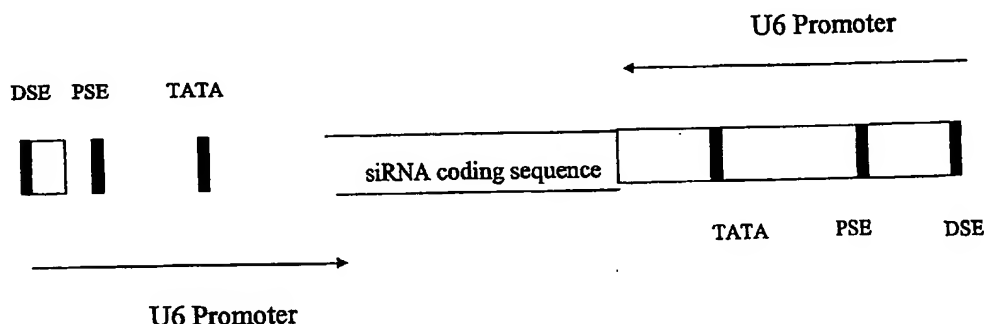 U6 Promoter
DSE PSE TATA
siRNA coding sequence
TATA PSE DSE
U6 Promoter